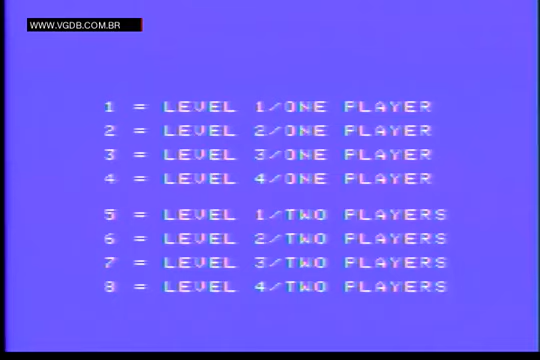 WWW.VGDB.COM.BR
1 = LEVEL 1/ONE PLAYER
2 = LEVEL 2/ONE PLAYER
3 = LEVEL 3/ONE PLAYER
4 = LEVEL 4/ONE PLAYER
5 = LEVEL 1/TWO PLAYERS
6 = LEVEL 2/TWO PLAYERS
7 = LEVEL 3/TWO PLAYERS
8 = LEVEL 4/TWO PLAYERS